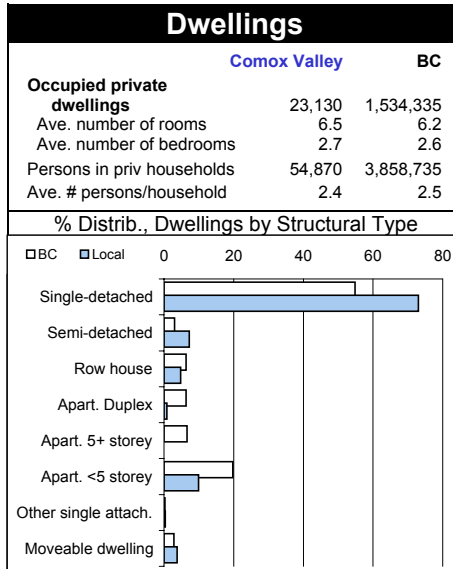 Dwellings
Comox Valley BC
Occupied private
dwellings 23,130 1,534,335
Ave. number of rooms 6.5 6.2
Ave. number of bedrooms 2.7 2.6
Persons in priv households 54,870 3,858,735
Ave. # persons/household 2.4 2.5
% Distrib., Dwellings by Structural Type
BC Local 0 20 40 60 80
Single-detached
Semi-detached
Row house
Apart. Duplex
Apart. 5+ storey
Apart. <5 storey
Other single attach.
Moveable dwelling